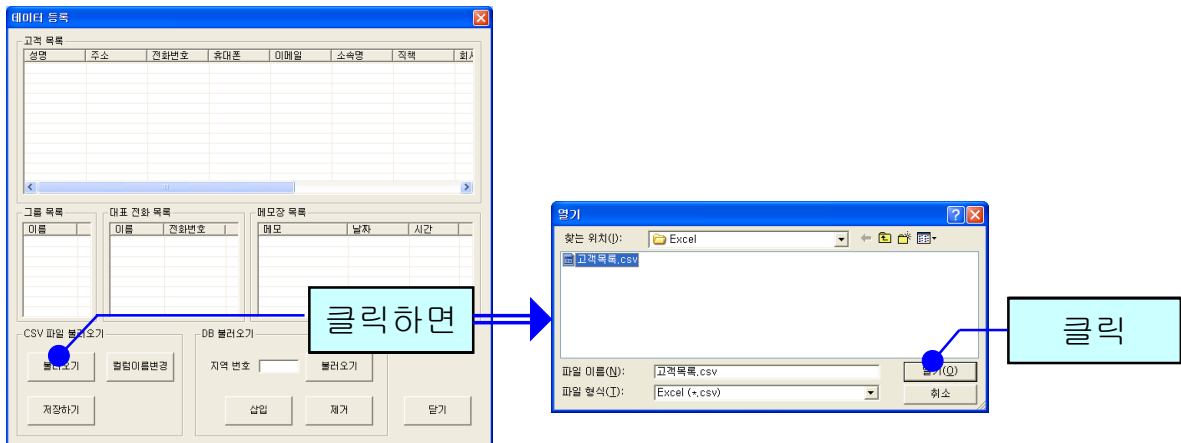 데이터 등록
고객 목록
성명 주소 전화번호 휴대폰 이메일 소속명 직책 회사
그룹 목록 대표 전화 목록 메모장 목록
이름 이름 전화번호 메모 날짜 시간
CSV 파일 불러오기 DB 불러오기
불러오기 컬럼이름변경 지역 번호 불러오기
저장하기 삽입 제거 닫기
클릭하면
열기
찾는 위치(I): Excel
고객목록.csv
파일 이름(N): 고객목록.csv 열기(O)
파일 형식(T): Excel (*.csv) 취소
클릭